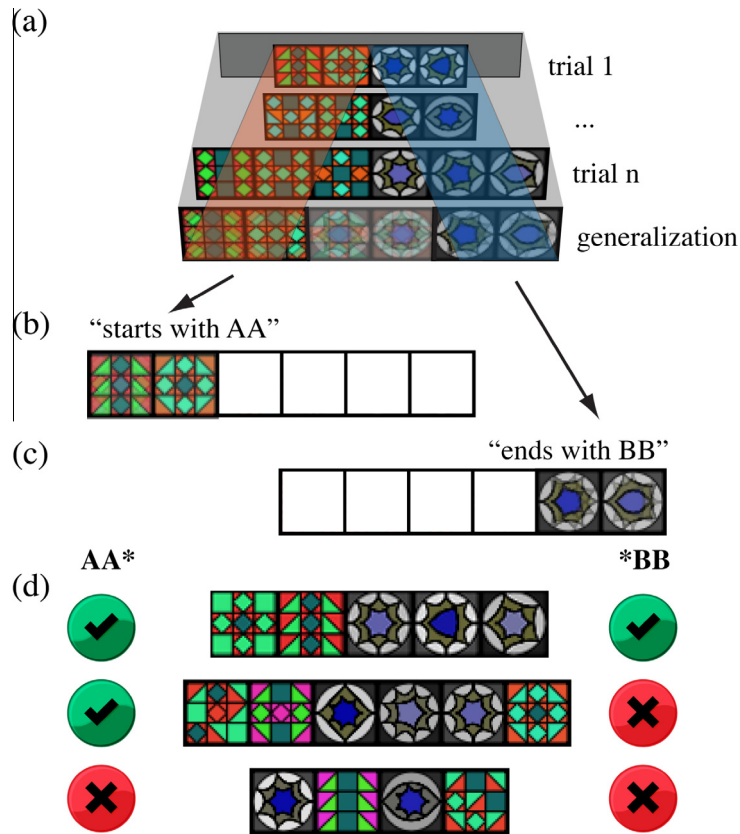 (a)
trial 1
...
trial n
generalization
(b)
“starts with AA”
(c)
“ends with BB”
AA*
*BB
(d)